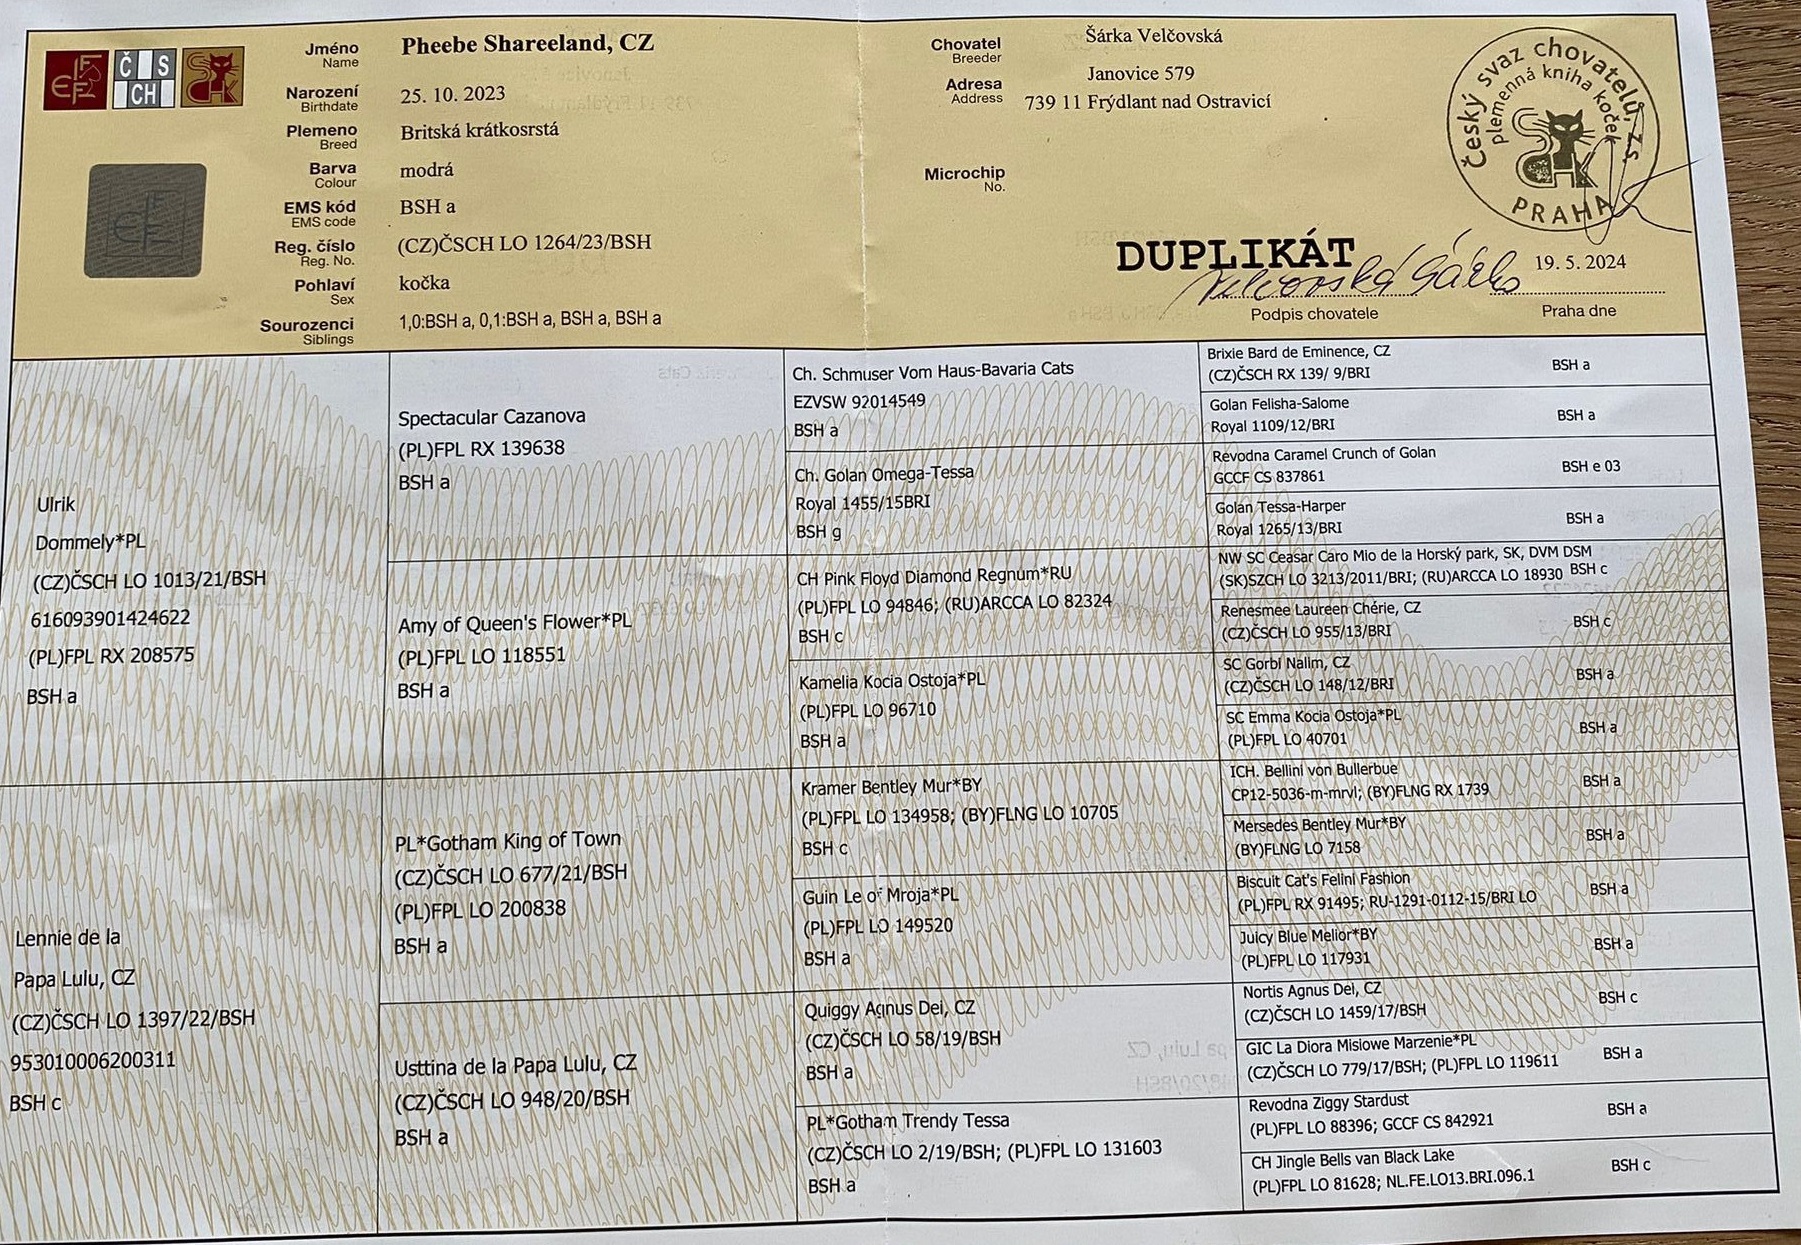 FIFe
ČSCH
SCHK
Jméno
Name
Pheebe Shareeland, CZ
Narození
Birthdate
25. 10. 2023
Plemeno
Breed
Britská krátkosrstá
Barva
Colour
modrá
EMS kód
EMS code
BSH a
Reg. číslo
Reg. No.
(CZ)ČSCH LO 1264/23/BSH
Pohlaví
Sex
kočka
Sourozenci
Siblings
1,0:BSH a, 0,1:BSH a, BSH a, BSH a
Chovatel
Breeder
Šárka Velčovská
Adresa
Address
Janovice 579
739 11 Frýdlant nad Ostravicí
Microchip
No.
Český svaz chovatelů, z.s.
plemenná kniha koček
PRAHA
DUPLIKÁT
Velčovská Šárka
19. 5. 2024
Podpis chovatele
Praha dne
Ulrik
Dommely*PL
(CZ)ČSCH LO 1013/21/BSH
616093901424622
(PL)FPL RX 208575
BSH a
Lennie de la
Papa Lulu, CZ
(CZ)ČSCH LO 1397/22/BSH
953010006200311
BSH c
Spectacular Cazanova
(PL)FPL RX 139638
BSH a
Amy of Queen's Flower*PL
(PL)FPL LO 118551
BSH a
PL*Gotham King of Town
(CZ)ČSCH LO 677/21/BSH
(PL)FPL LO 200838
BSH a
Usttina de la Papa Lulu, CZ
(CZ)ČSCH LO 948/20/BSH
BSH a
Ch. Schmuser Vom Haus-Bavaria Cats
EZVSW 92014549
BSH a
Ch. Golan Omega-Tessa
Royal 1455/15BRI
BSH g
CH Pink Floyd Diamond Regnum*RU
(PL)FPL LO 94846; (RU)ARCCA LO 82324
BSH c
Kamelia Kocia Ostoja*PL
(PL)FPL LO 96710
BSH a
Kramer Bentley Mur*BY
(PL)FPL LO 134958; (BY)FLNG LO 10705
BSH c
Guin Le of Mroja*PL
(PL)FPL LO 149520
BSH a
Quiggy Agnus Dei, CZ
(CZ)ČSCH LO 58/19/BSH
BSH a
PL*Gotham Trendy Tessa
(CZ)ČSCH LO 2/19/BSH; (PL)FPL LO 131603
BSH a
Brixie Bard de Eminence, CZ
(CZ)ČSCH RX 139/ 9/BRI
BSH a
Golan Felisha-Salome
Royal 1109/12/BRI
BSH a
Revodna Caramel Crunch of Golan
GCCF CS 837861
BSH e 03
Golan Tessa-Harper
Royal 1265/13/BRI
BSH a
NW SC Ceasar Caro Mio de la Horský park, SK, DVM DSM
(SK)SZCH LO 3213/2011/BRI; (RU)ARCCA LO 18930 BSH c
Renesmee Laureen Chérie, CZ
(CZ)ČSCH LO 955/13/BRI
BSH c
SC Gorbi Nalim, CZ
(CZ)ČSCH LO 148/12/BRI
BSH a
SC Emma Kocia Ostoja*PL
(PL)FPL LO 40701
BSH a
ICH. Bellini von Bullerbue
CP12-5036-m-mrvl; (BY)FLNG RX 1739
BSH a
Mersedes Bentley Mur*BY
(BY)FLNG LO 7158
BSH a
Biscuit Cat's Felini Fashion
(PL)FPL RX 91495; RU-1291-0112-15/BRI LO
BSH a
Juicy Blue Melior*BY
(PL)FPL LO 117931
BSH a
Nortis Agnus Dei, CZ
(CZ)ČSCH LO 1459/17/BSH
BSH c
GIC La Diora Misiowe Marzenie*PL
(CZ)ČSCH LO 779/17/BSH; (PL)FPL LO 119611
BSH a
Revodna Ziggy Stardust
(PL)FPL LO 88396; GCCF CS 842921
BSH a
CH Jingle Bells van Black Lake
(PL)FPL LO 81628; NL.FE.LO13.BRI.096.1
BSH c